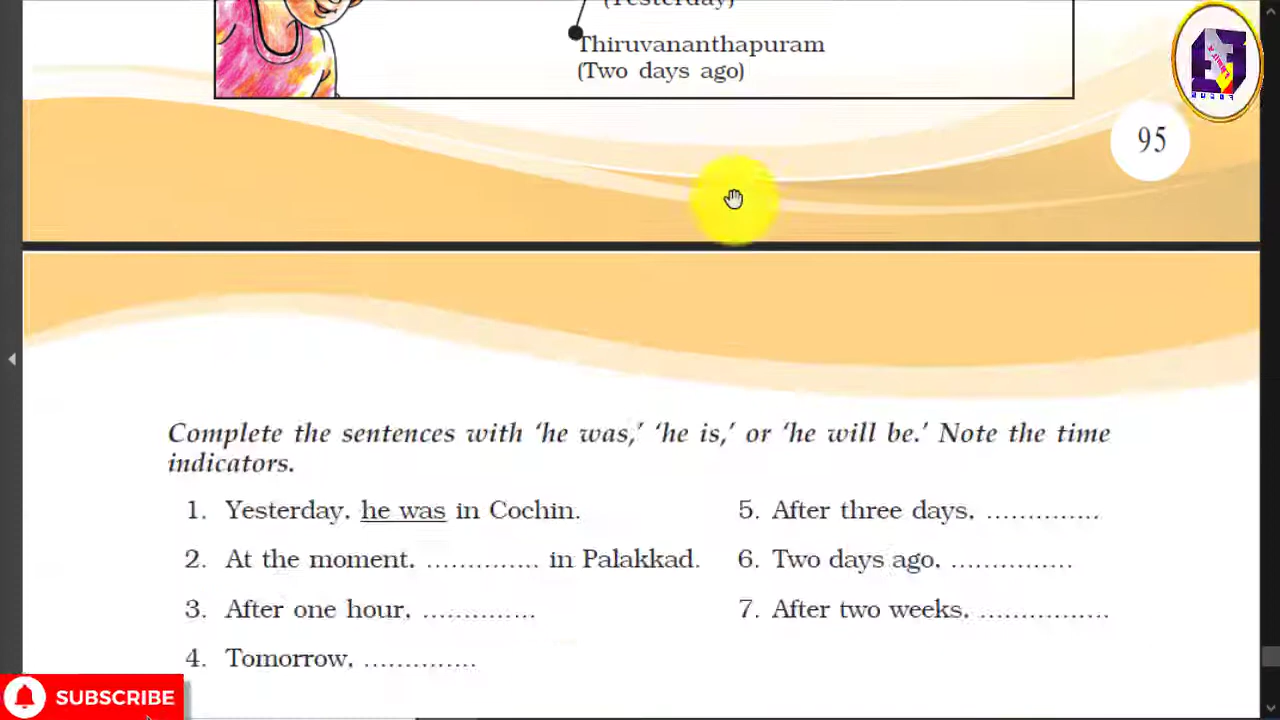 (Yesterday)
Thiruvananthapuram
(Two days ago)
95
Complete the sentences with ‘he was,’ ‘he is,’ or ‘he will be.’ Note the time
indicators.
1. Yesterday, he was in Cochin.
2. At the moment, .............. in Palakkad.
3. After one hour, ..............
4. Tomorrow, ..............
5. After three days, ..............
6. Two days ago, ...............
7. After two weeks, ................
SUBSCRIBE